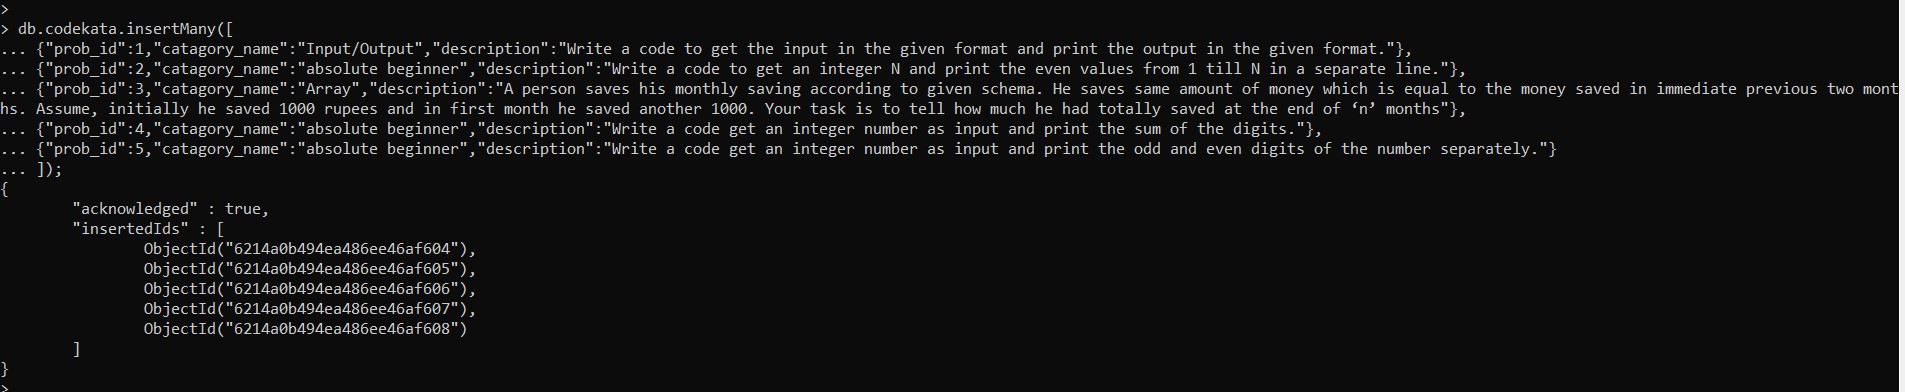 >
> db.codekata.insertMany([
... {"prob_id":1,"catagory_name":"Input/Output","description":"Write a code to get the input in the given format and print the output in the given format."},
... {"prob_id":2,"catagory_name":"absolute beginner","description":"Write a code to get an integer N and print the even values from 1 till N in a separate line."},
... {"prob_id":3,"catagory_name":"Array","description":"A person saves his monthly saving according to given schema. He saves same amount of money which is equal to the money saved in immediate previous two mont
hs. Assume, initially he saved 1000 rupees and in first month he saved another 1000. Your task is to tell how much he had totally saved at the end of ‘n’ months"},
... {"prob_id":4,"catagory_name":"absolute beginner","description":"Write a code get an integer number as input and print the sum of the digits."},
... {"prob_id":5,"catagory_name":"absolute beginner","description":"Write a code get an integer number as input and print the odd and even digits of the number separately."}
... ]);
{
        "acknowledged" : true,
        "insertedIds" : [
                ObjectId("6214a0b494ea486ee46af604"),
                ObjectId("6214a0b494ea486ee46af605"),
                ObjectId("6214a0b494ea486ee46af606"),
                ObjectId("6214a0b494ea486ee46af607"),
                ObjectId("6214a0b494ea486ee46af608")
        ]
}
>